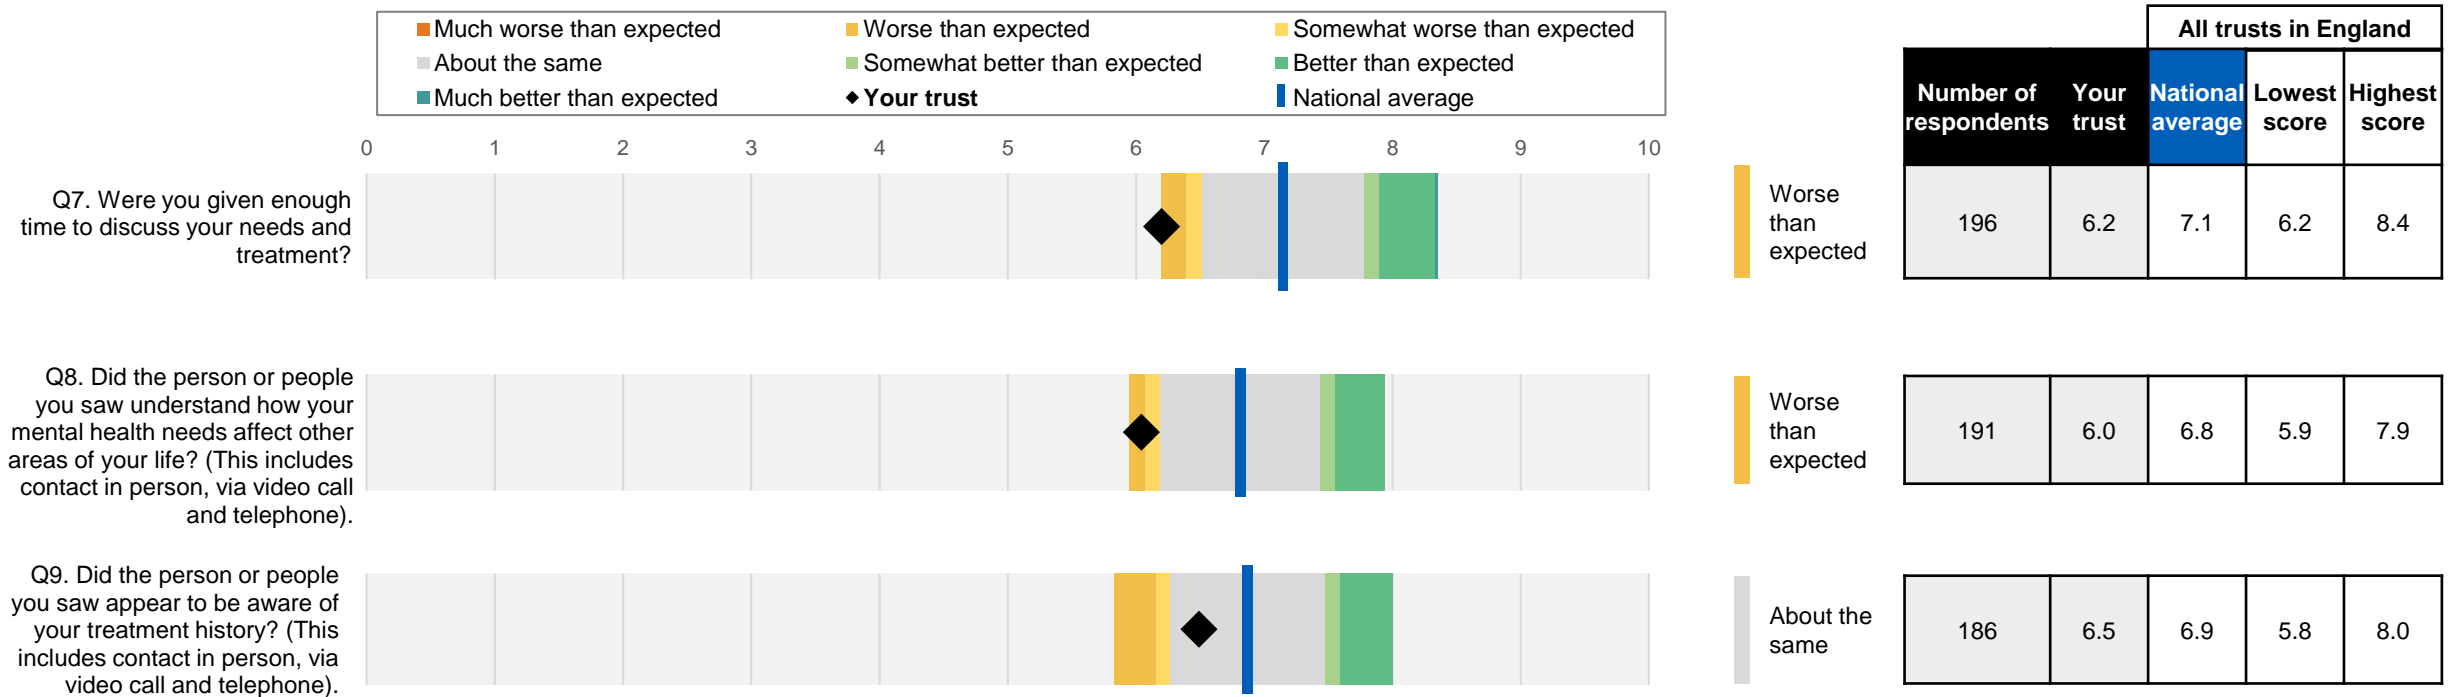 Much worse than expected
Worse than expected
Somewhat worse than expected
About the same
Somewhat better than expected
Better than expected
Much better than expected
Your trust
National average
All trusts in England
Number of respondents
Your trust
National average
Lowest score
Highest score
0 1 2 3 4 5 6 7 8 9 10
Q7. Were you given enough
time to discuss your needs and
treatment?
Worse
than
expected
196 6.2 7.1 6.2 8.4
Q8. Did the person or people
you saw understand how your
mental health needs affect other
areas of your life? (This includes
contact in person, via video call
and telephone).
Worse
than
expected
191 6.0 6.8 5.9 7.9
Q9. Did the person or people
you saw appear to be aware of
your treatment history? (This
includes contact in person, via
video call and telephone).
About the
same
186 6.5 6.9 5.8 8.0